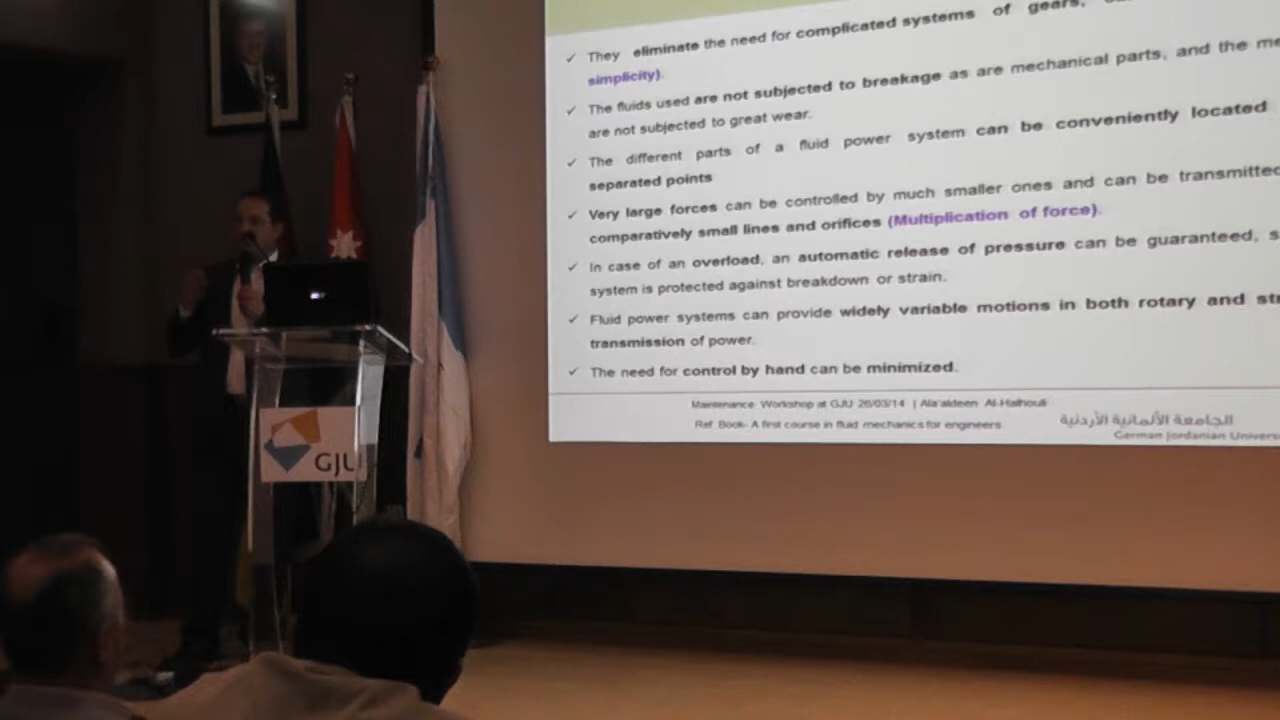 ✓ They eliminate the need for complicated systems of gears,
simplicity).
✓ The fluids used are not subjected to breakage as are mechanical parts, and the
are not subjected to great wear.
✓ The different parts of a fluid power system can be conveniently located
separated points
✓ Very large forces can be controlled by much smaller ones and can be transmitted
comparatively small lines and orifices (Multiplication of force).
✓ In case of an overload, an automatic release of pressure can be guaranteed,
system is protected against breakdown or strain.
✓ Fluid power systems can provide widely variable motions in both rotary and
transmission of power.
✓ The need for control by hand can be minimized.
Maintenance Workshop at GJU 26/03/14 | Ala'aldeen Al-Halhouli
Ref. Book- A first course in fluid mechanics for engineers
الجامعة الألمانية الأردنية
German Jordanian
GJU